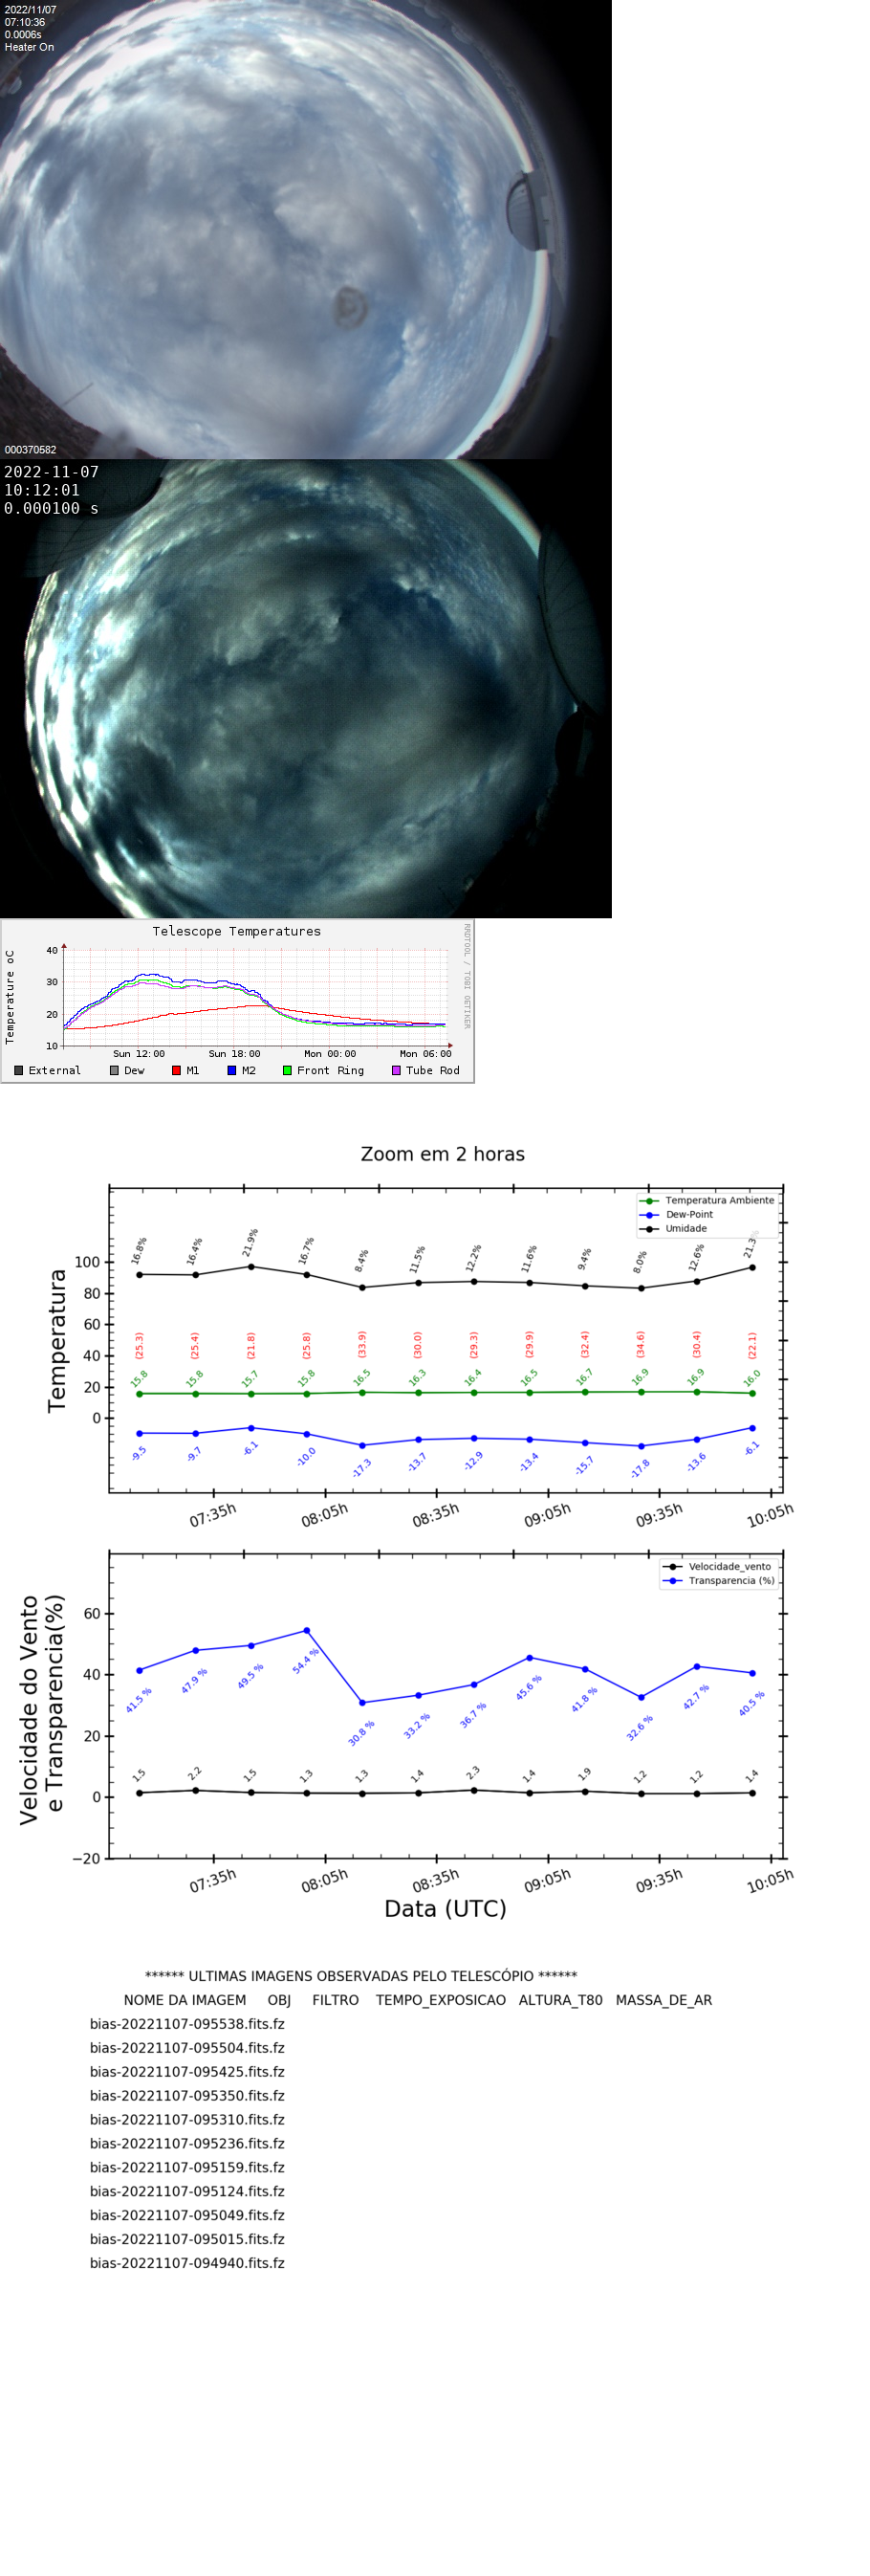 2022/11/07
07:10:36
0.0006s
Heater On
000370582
2022-11-07
10:12:01
0.000100 s
Telescope Temperatures
RRDTOOL / TOBI OETIKER
Temperature oC
40
30
20
10
Sun 12:00 Sun 18:00 Mon 00:00 Mon 06:00
External Dew M1 M2 Front Ring Tube Rod
Zoom em 2 horas
Temperatura Ambiente
Dew-Point
Umidade
Temperatura
100
80
60
40
20
0
16.8% 16.4% 21.9% 16.7% 8.4% 11.5% 12.2% 11.6% 9.4% 8.0% 12.6% 21.3
(25.3) (25.4) (21.8) (25.8) (33.9) (30.0) (29.3) (29.9) (32.4) (34.6) (30.4) (22.1)
15.8 15.8 15.7 15.8 16.5 16.3 16.4 16.5 16.7 16.9 16.9 16.0
-9.5 -9.7 -6.1 -10.0 -17.3 -13.7 -12.9 -13.4 -15.7 -17.8 -13.6 -6.1
07:35h 08:05h 08:35h 09:05h 09:35h 10:05h
Velocidade_vento
Transparencia (%)
Velocidade do Vento
e Transparencia(%)
60
40
20
0
−20
41.5 % 47.9 % 49.5 % 54.4 % 30.8 % 33.2 % 36.7 % 45.6 % 41.8 % 32.6 % 42.7 % 40.5 %
1.5 2.2 1.5 1.3 1.3 1.4 2.3 1.4 1.9 1.2 1.2 1.4
07:35h 08:05h 08:35h 09:05h 09:35h 10:05h
Data (UTC)
****** ULTIMAS IMAGENS OBSERVADAS PELO TELESCÓPIO ******
NOME DA IMAGEM OBJ FILTRO TEMPO_EXPOSICAO ALTURA_T80 MASSA_DE_AR
bias-20221107-095538.fits.fz
bias-20221107-095504.fits.fz
bias-20221107-095425.fits.fz
bias-20221107-095350.fits.fz
bias-20221107-095310.fits.fz
bias-20221107-095236.fits.fz
bias-20221107-095159.fits.fz
bias-20221107-095124.fits.fz
bias-20221107-095049.fits.fz
bias-20221107-095015.fits.fz
bias-20221107-094940.fits.fz